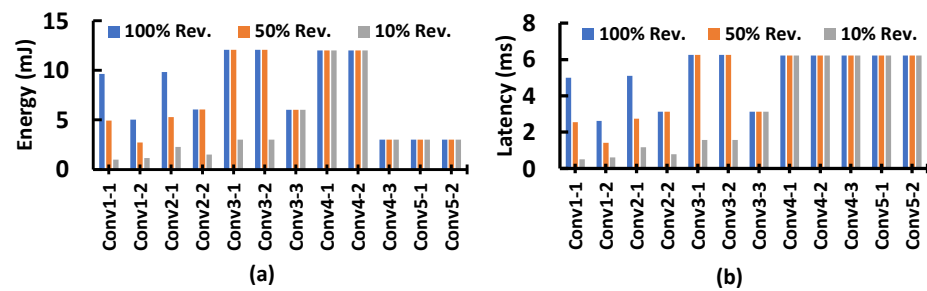 100% Rev. 50% Rev. 10% Rev.
Energy (mJ)
15
10
5
0
Conv1-1
Conv1-2
Conv2-1
Conv2-2
Conv3-1
Conv3-2
Conv3-3
Conv4-1
Conv4-2
Conv4-3
Conv5-1
Conv5-2
(a)
100% Rev. 50% Rev. 10% Rev.
Latency (ms)
8
6
4
2
0
Conv1-1
Conv1-2
Conv2-1
Conv2-2
Conv3-1
Conv3-2
Conv3-3
Conv4-1
Conv4-2
Conv4-3
Conv5-1
Conv5-2
(b)